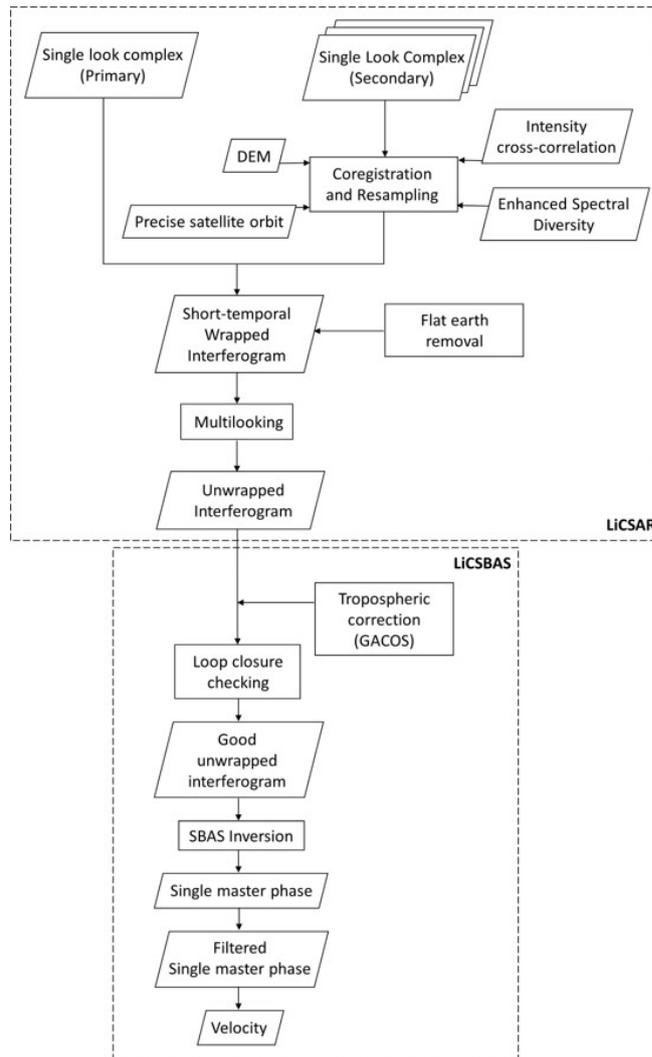 Single look complex
(Primary)
Single Look Complex
(Secondary)
Intensity
cross-correlation
DEM
Coregistration
and Resampling
Precise satellite orbit
Enhanced Spectral
Diversity
Short-temporal
Wrapped
Interferogram
Flat earth
removal
Multilooking
Unwrapped
Interferogram
LiCSAR
LiCSBAS
Tropospheric
correction
(GACOS)
Loop closure
checking
Good
unwrapped
interferogram
SBAS Inversion
Single master phase
Filtered
Single master phase
Velocity